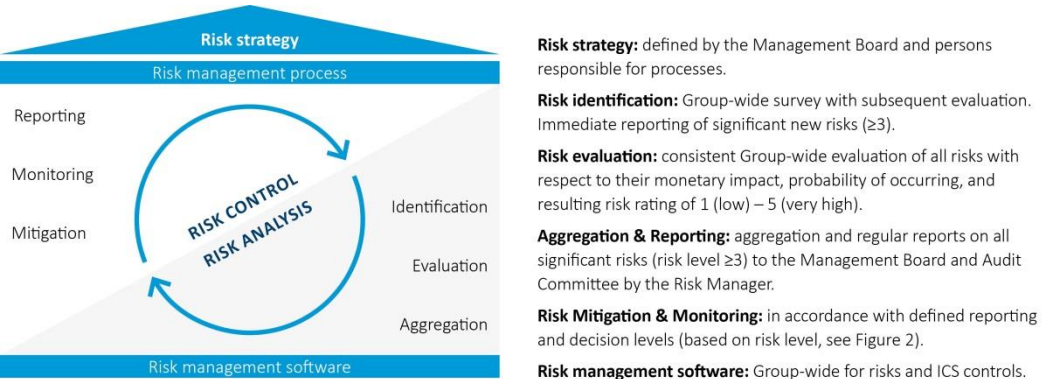 Risk strategy
Risk management process
Reporting
Monitoring
Mitigation
RISK CONTROL
RISK ANALYSIS
Identification
Evaluation
Aggregation
Risk management software
Risk strategy: defined by the Management Board and persons
responsible for processes.
Risk identification: Group-wide survey with subsequent evaluation.
Immediate reporting of significant new risks (≥3).
Risk evaluation: consistent Group-wide evaluation of all risks with
respect to their monetary impact, probability of occurring, and
resulting risk rating of 1 (low) – 5 (very high).
Aggregation & Reporting: aggregation and regular reports on all
significant risks (risk level ≥3) to the Management Board and Audit
Committee by the Risk Manager.
Risk Mitigation & Monitoring: in accordance with defined reporting
and decision levels (based on risk level, see Figure 2).
Risk management software: Group-wide for risks and ICS controls.